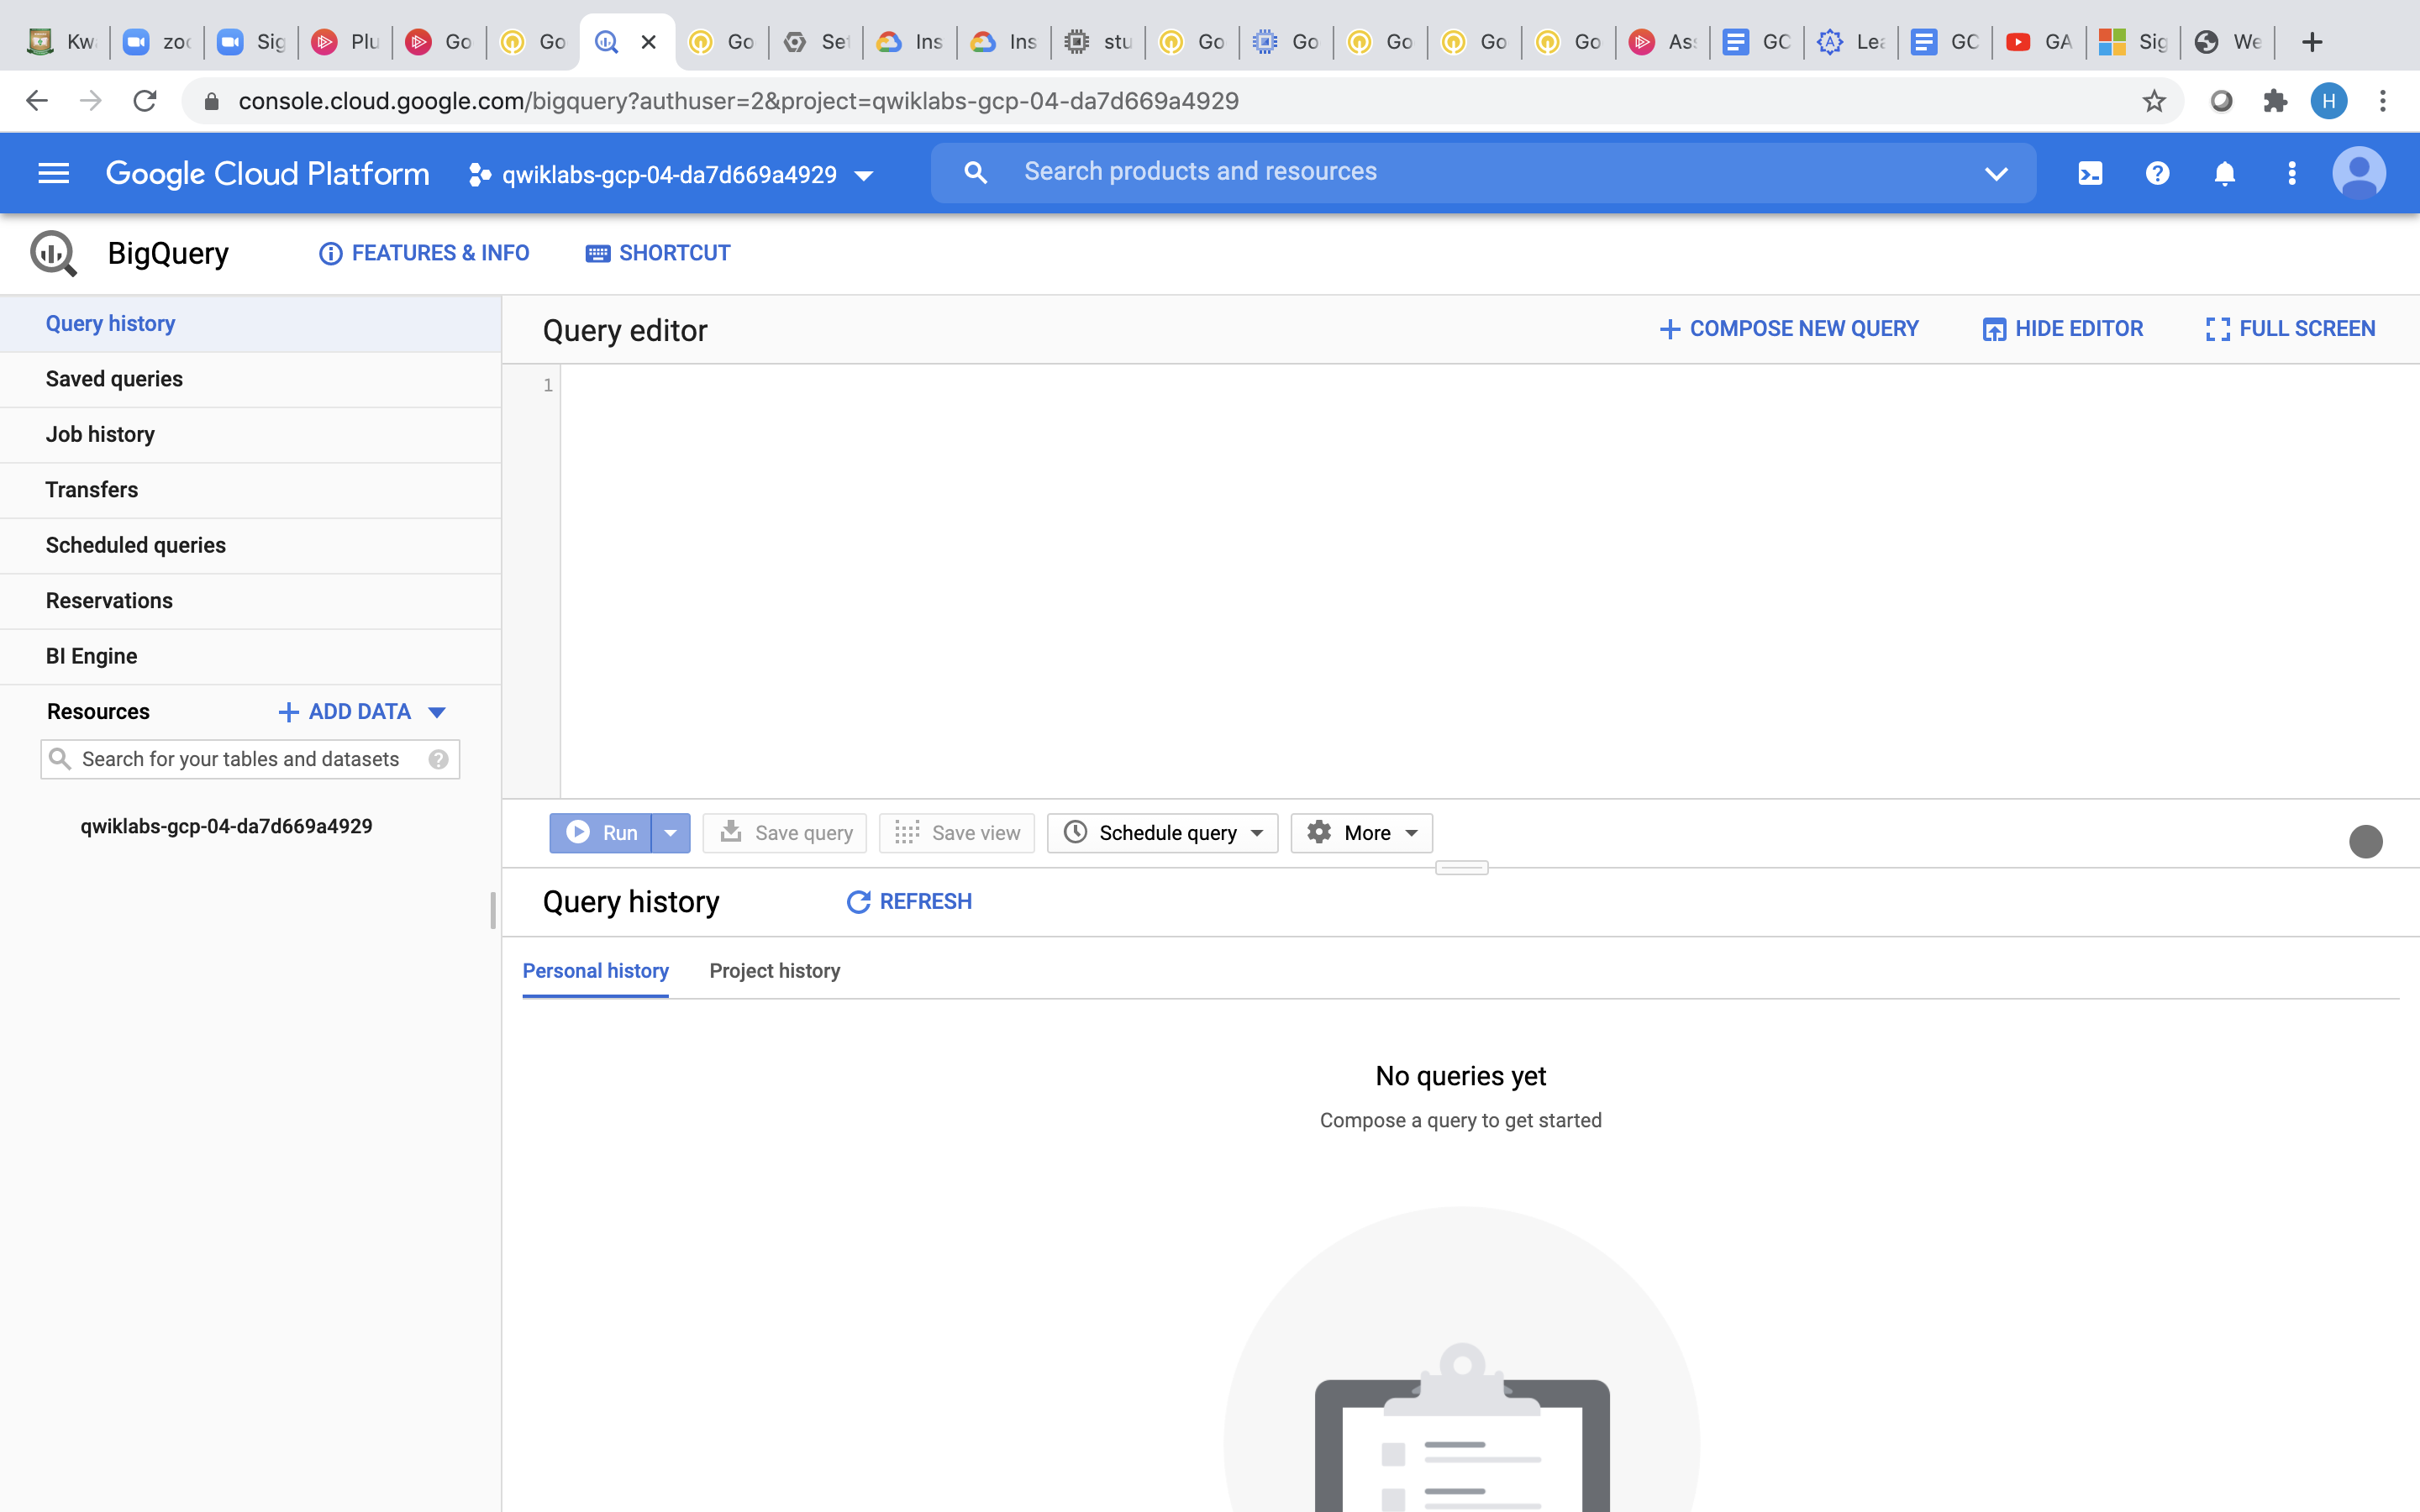 Kw zoo Sig Plu Go Go Go Set Ins Ins stu Go Go Go Go Go Ass GC Lea GC GA Sig We
console.cloud.google.com/bigquery?authuser=2&project=qwiklabs-gcp-04-da7d669a4929
H
Google Cloud Platform qwiklabs-gcp-04-da7d669a4929 Search products and resources
BigQuery FEATURES & INFO SHORTCUT
Query history
Saved queries
Job history
Transfers
Scheduled queries
Reservations
BI Engine
Resources ADD DATA
Search for your tables and datasets
qwiklabs-gcp-04-da7d669a4929
Query editor COMPOSE NEW QUERY HIDE EDITOR FULL SCREEN
1
Run Save query Save view Schedule query More
Query history REFRESH
Personal history Project history
No queries yet
Compose a query to get started